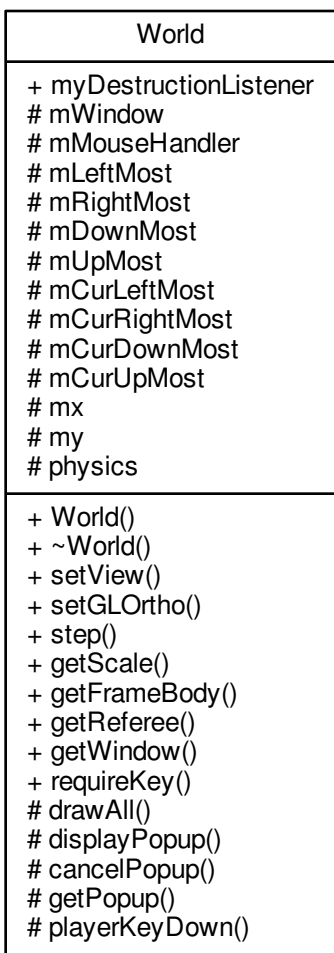 World
+ myDestructionListener
# mWindow
# mMouseHandler
# mLeftMost
# mRightMost
# mDownMost
# mUpMost
# mCurLeftMost
# mCurRightMost
# mCurDownMost
# mCurUpMost
# mx
# my
# physics
+ World()
+ ~World()
+ setView()
+ setGLOrtho()
+ step()
+ getScale()
+ getFrameBody()
+ getReferee()
+ getWindow()
+ requireKey()
# drawAll()
# displayPopup()
# cancelPopup()
# getPopup()
# playerKeyDown()